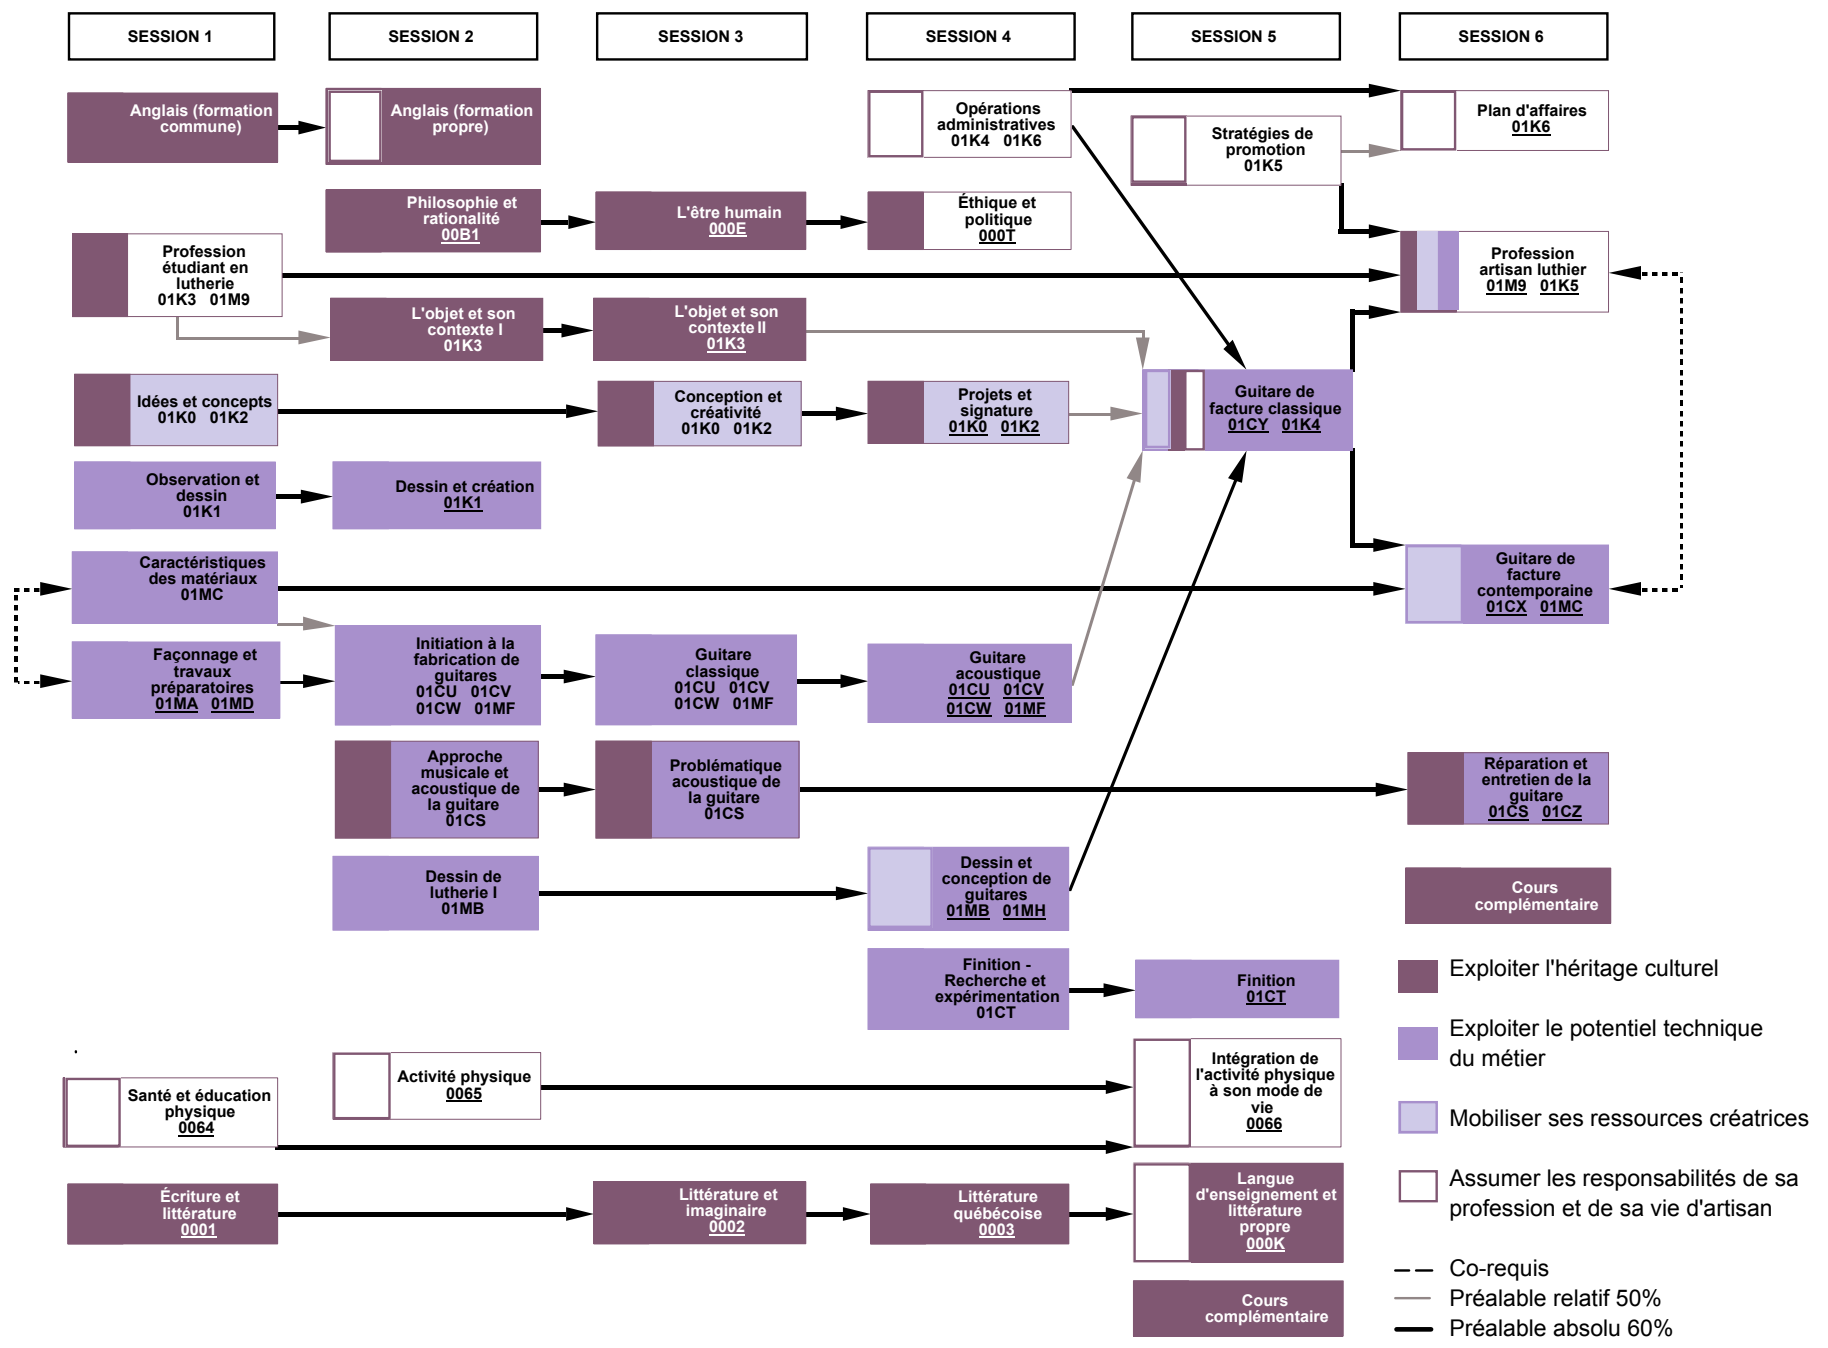 SESSION 1
SESSION 2
SESSION 3
SESSION 4
SESSION 5
SESSION 6
Anglais (formation
commune)
Anglais (formation
propre)
Opérations
administratives
01K4 01K6
Stratégies de
promotion
01K5
Plan d'affaires
01K6
Philosophie et
rationalité
00B1
L'être humain
000E
Éthique et
politique
000T
Profession
étudiant en
lutherie
01K3 01M9
Profession
artisan luthier
01M9 01K5
L'objet et son
contexte I
01K3
L'objet et son
contexte II
01K3
Idées et concepts
01K0 01K2
Conception et
créativité
01K0 01K2
Projets et
signature
01K0 01K2
Guitare de
facture classique
01CY 01K4
Observation et
dessin
01K1
Dessin et création
01K1
Caractéristiques
des matériaux
01MC
Guitare de
facture
contemporaine
01CX 01MC
Façonnage et
travaux
préparatoires
01MA 01MD
Initiation à la
fabrication de
guitares
01CU 01CV
01CW 01MF
Guitare
classique
01CU 01CV
01CW 01MF
Guitare
acoustique
01CU 01CV
01CW 01MF
Approche
musicale et
acoustique de
la guitare
01CS
Problématique
acoustique de
la guitare
01CS
Réparation et
entretien de la
guitare
01CS 01CZ
Dessin de
lutherie I
01MB
Dessin et
conception de
guitares
01MB 01MH
Cours
complémentaire
Finition -
Recherche et
expérimentation
01CT
Finition
01CT
Santé et éducation
physique
0064
Activité physique
0065
Intégration de
l'activité physique
à son mode de
vie
0066
Écriture et
littérature
0001
Littérature et
imaginaire
0002
Littérature
québécoise
0003
Langue
d'enseignement et
littérature
propre
000K
Cours
complémentaire
Exploiter l'héritage culturel
Exploiter le potentiel technique
du métier
Mobiliser ses ressources créatrices
Assumer les responsabilités de sa
profession et de sa vie d'artisan
Co-requis
Préalable relatif 50%
Préalable absolu 60%